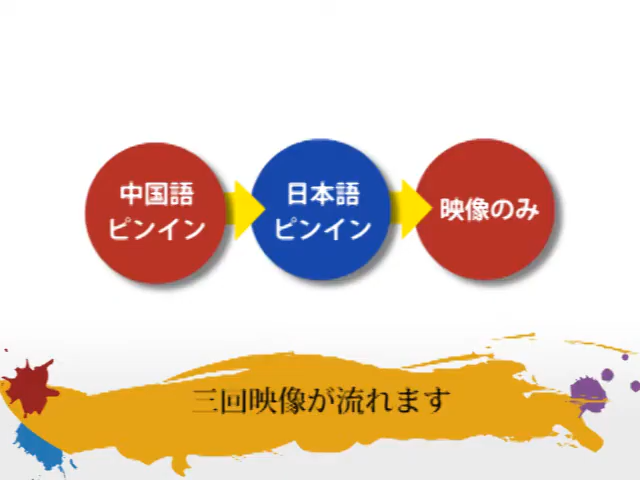 中国語
ピンイン
日本語
ピンイン
映像のみ
三回映像が流れます